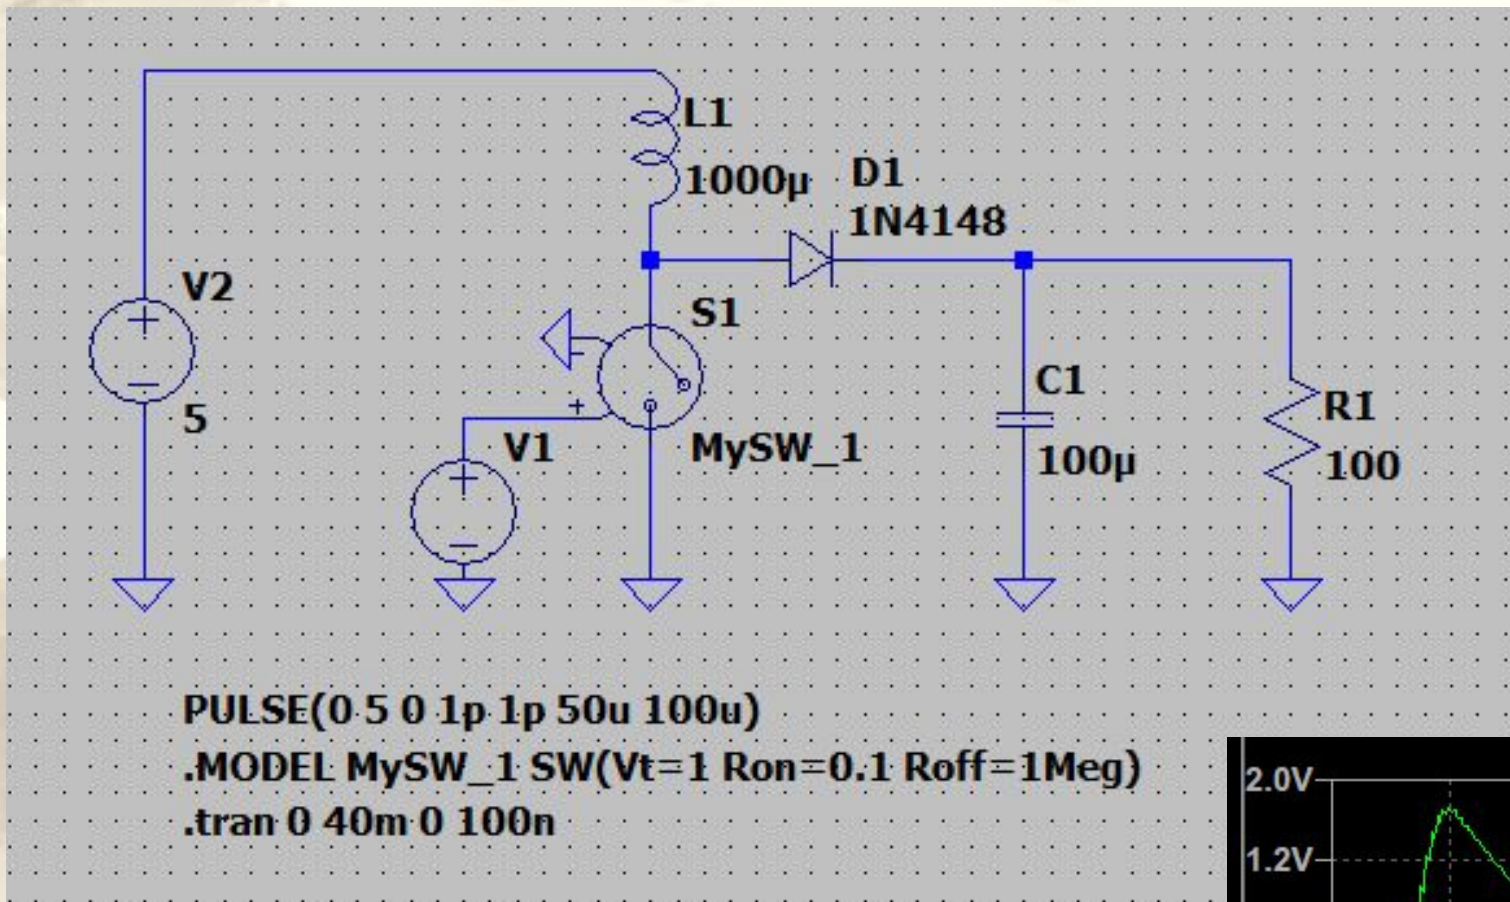 L1
1000µ
D1
1N4148
V2
+
−
5
S1
−
+
V1
+
−
MySW_1
C1
100µ
R1
100
PULSE(0 5 0 1p 1p 50u 100u)
.MODEL MySW_1 SW(Vt=1 Ron=0.1 Roff=1Meg)
.tran 0 40m 0 100n
2.0V
1.2V